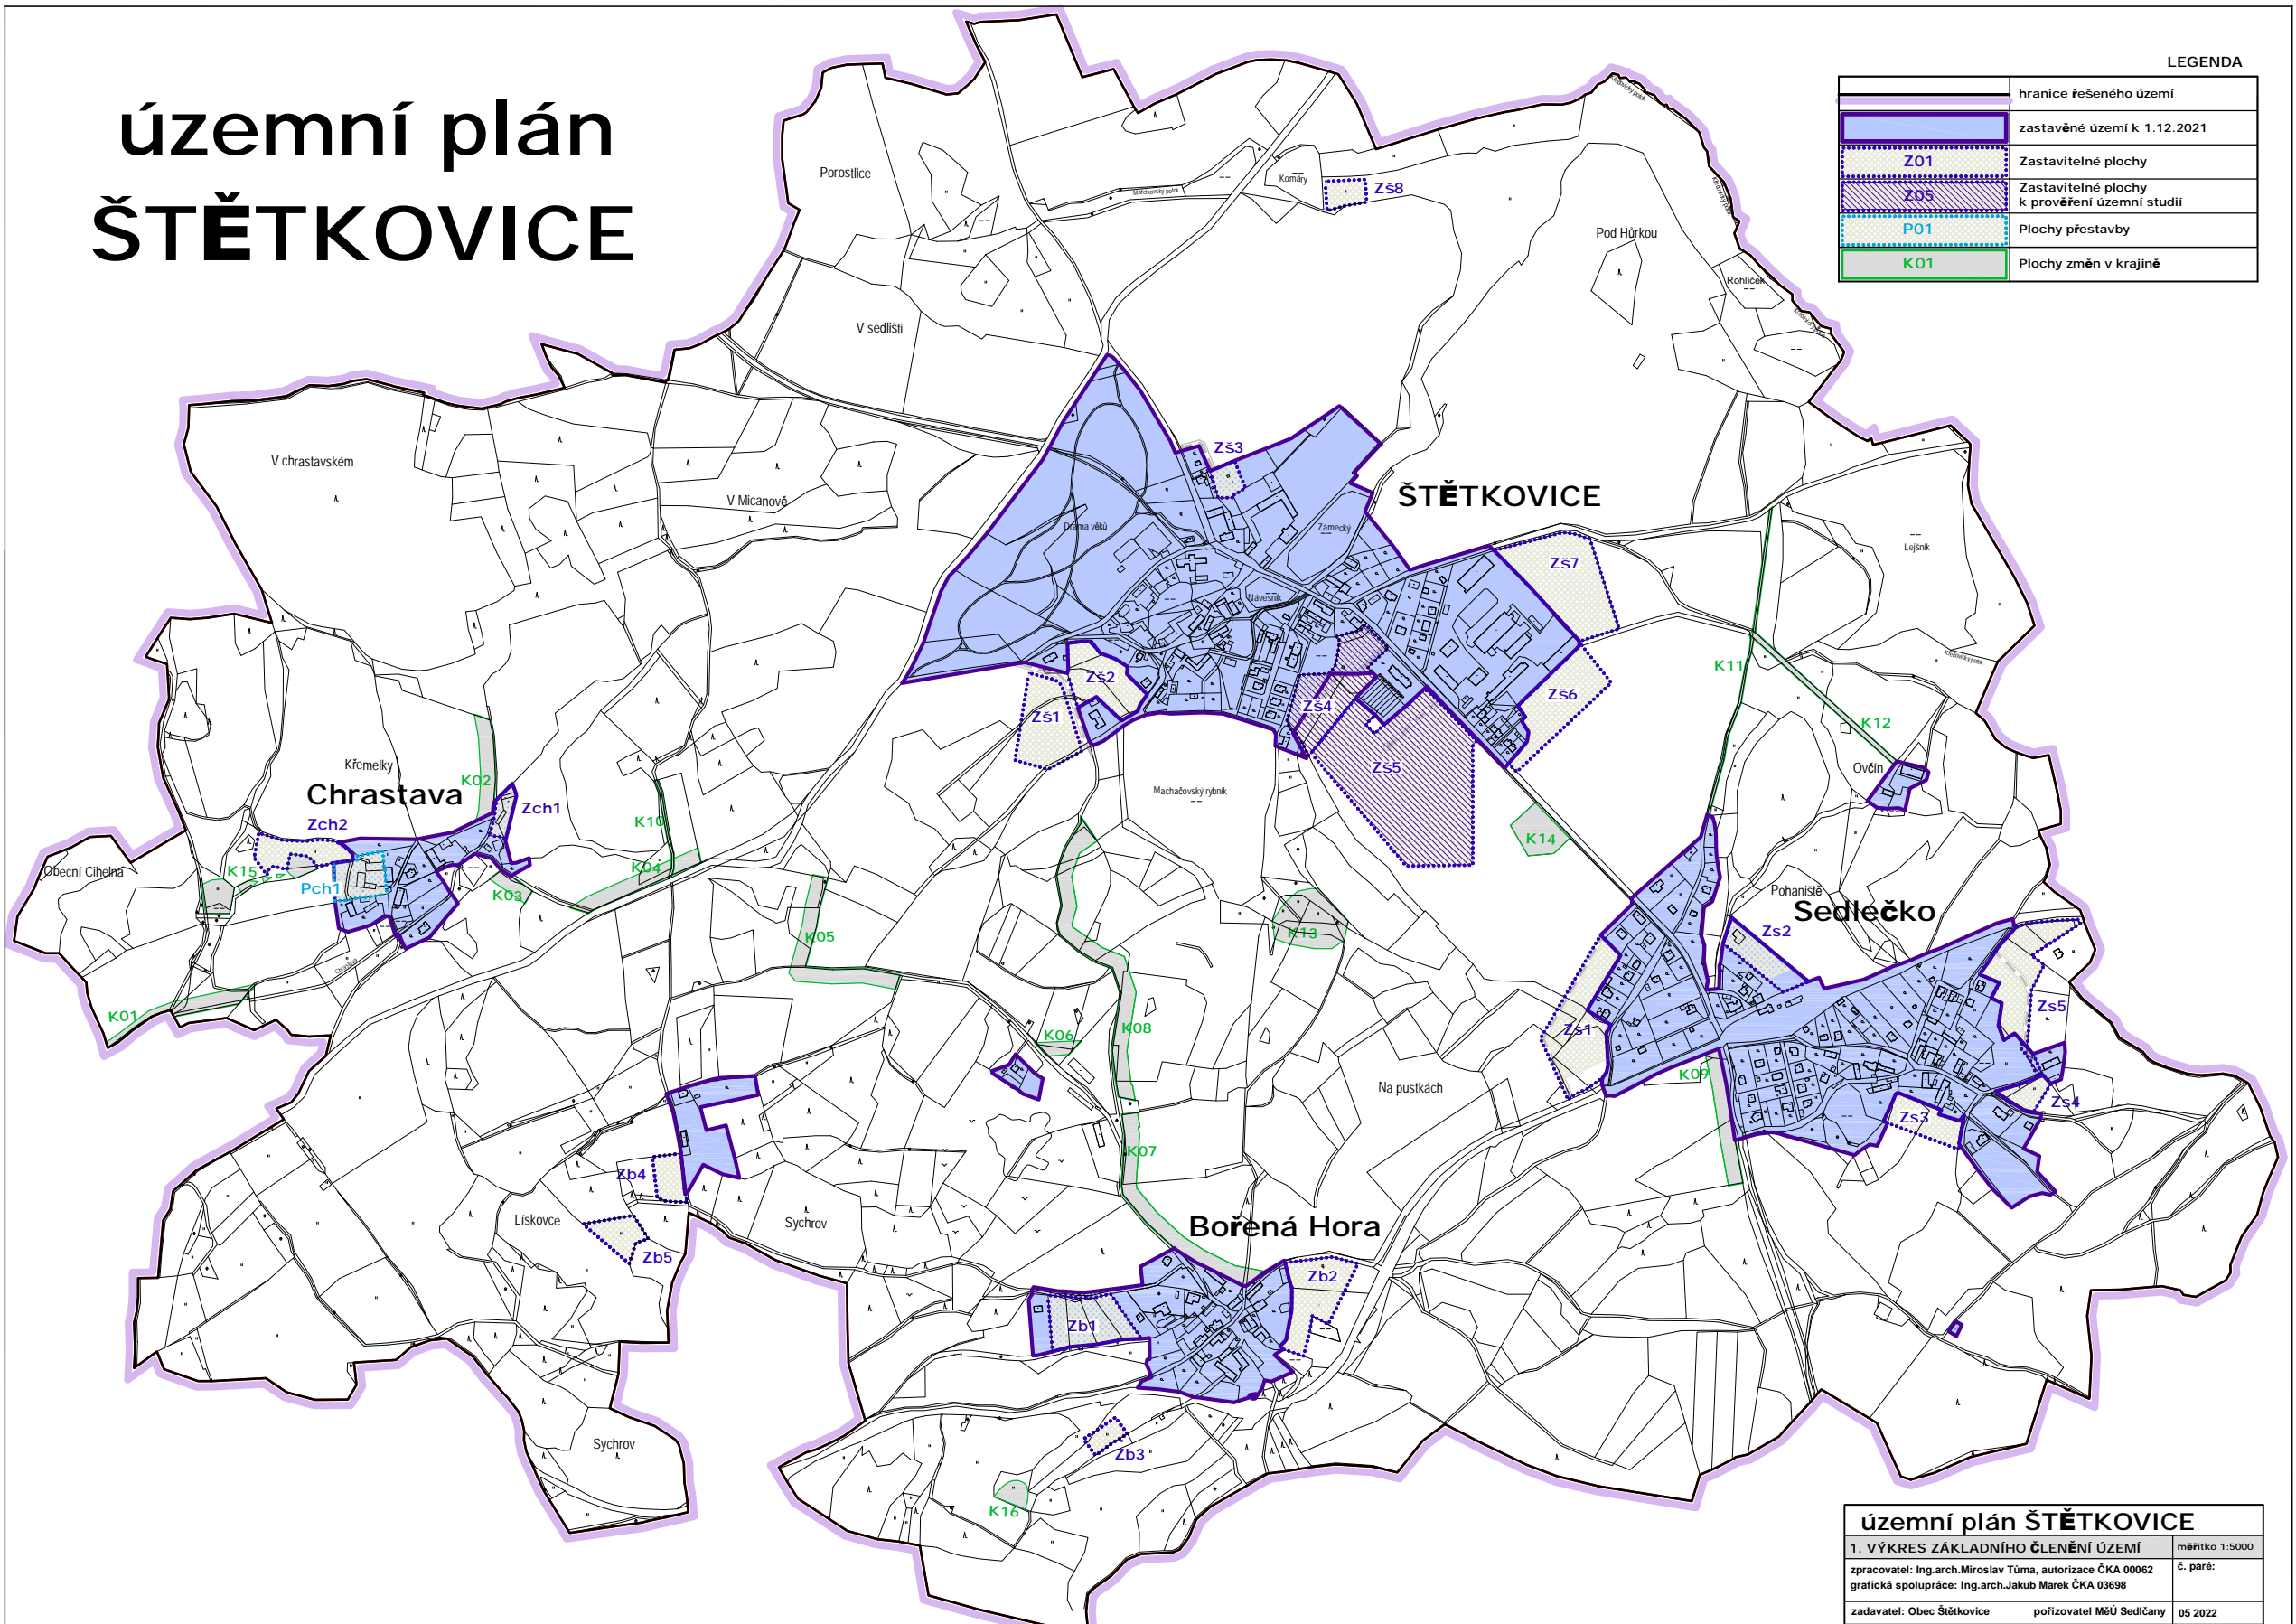 územní plán
ŠTĚTKOVICE
LEGENDA
hranice řešeného území
zastavěné území k 1.12.2021
Z01
Zastavitelné plochy
Z05
Zastavitelné plochy
k prověření územní studií
P01
Plochy přestavby
K01
Plochy změn v krajině
Porostlice
Komáry
Zš8
Pod Hůrkou
Rohlíček
V sedlišti
V chrastavském
V Micanově
Zš3
ŠTĚTKOVICE
Drama věků
Zámecký
Lejšník
Zš7
Návesník
K11
Zš2
Zš1
Zš4
Zš6
K12
Křemelky
K02
Chrastava
Zch1
Zch2
K10
Machačovský rybník
Zš5
Ovčín
K14
Obecní Cihelna
K15
Pch1
K03
K04
K05
K13
Pohaniště
Sedlečko
Zs2
K01
Chrastava
K06
K08
Zs1
Zs5
Na pustkách
K09
Zs4
Zs3
K07
Zb4
Lískovce
Sychrov
Bořená Hora
Zb5
Zb2
Zb1
Sychrov
Zb3
K16
územní plán ŠTĚTKOVICE
1. VÝKRES ZÁKLADNÍHO ČLENĚNÍ ÚZEMÍ
měřítko 1:5000
zpracovatel: Ing.arch.Miroslav Tůma, autorizace ČKA 00062
č. paré:
grafická spolupráce: Ing.arch.Jakub Marek ČKA 03698
zadavatel: Obec Štětkovice pořizovatel MěÚ Sedlčany
05 2022